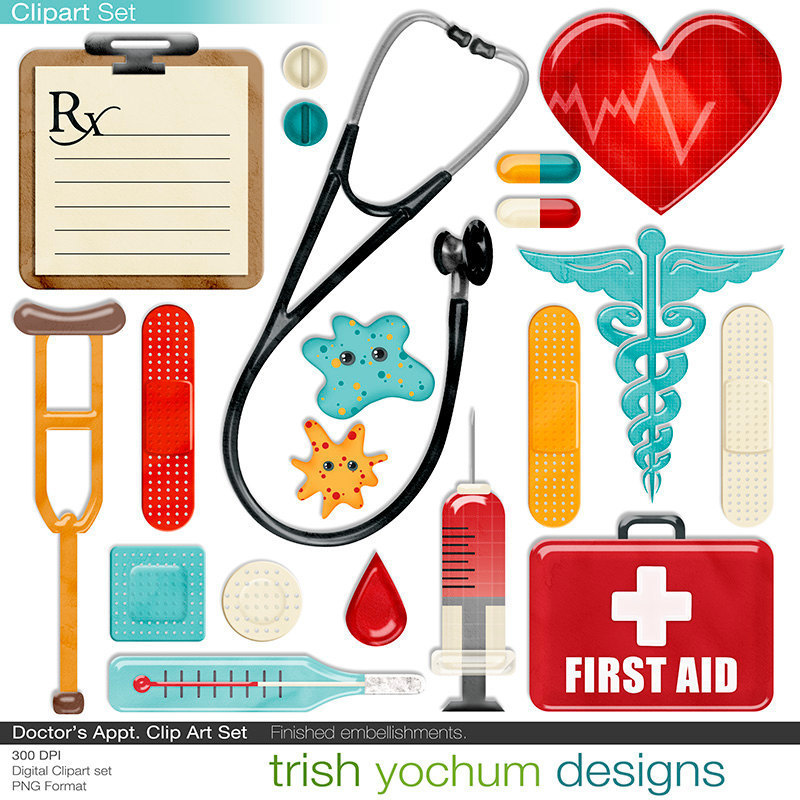 Clipart Set
Rx
FIRST AID
Doctor's Appt. Clip Art Set Finished embellishments.
300 DPI
Digital Clipart set
PNG Format
trish yochum designs